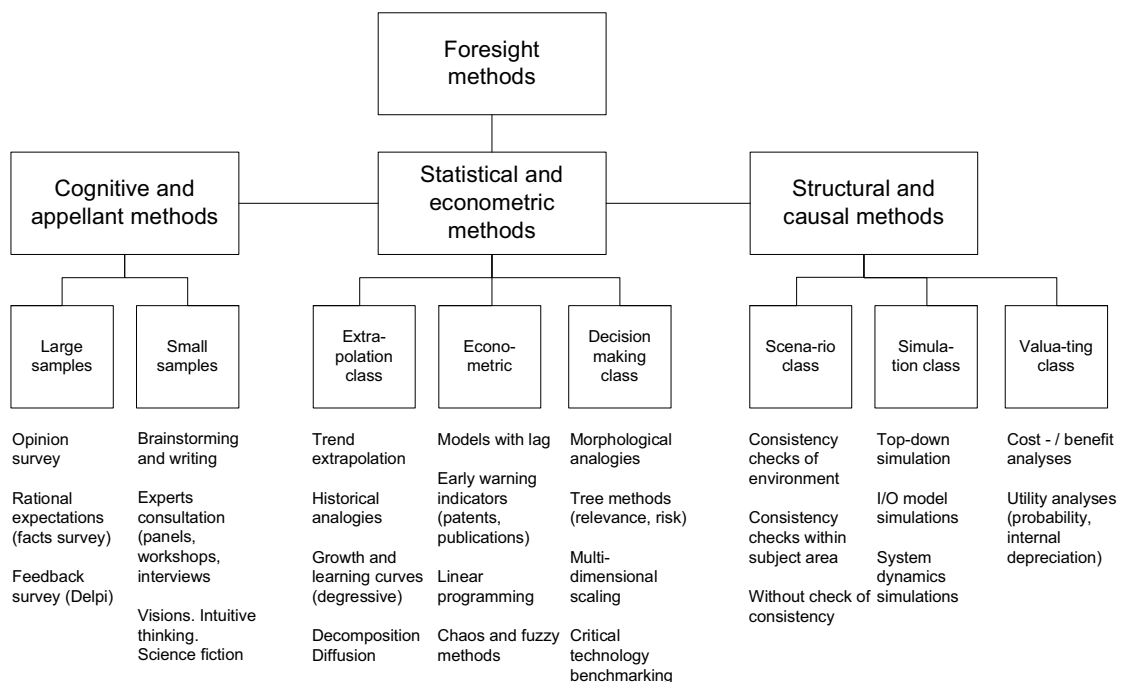 Foresight
methods
Cognitive and
appellant methods
Statistical and
econometric
methods
Structural and
causal methods
Large
samples
Small
samples
Extra-
polation
class
Econo-
metric
Decision
making
class
Scena-rio
class
Simula-
tion class
Valua-ting
class
Opinion
survey
Rational
expectations
(facts survey)
Feedback
survey (Delpi)
Brainstorming
and writing
Experts
consultation
(panels,
workshops,
interviews
Visions. Intuitive
thinking.
Science fiction
Trend
extrapolation
Historical
analogies
Growth and
learning curves
(degressive)
Decomposition
Diffusion
Models with lag
Early warning
indicators
(patents,
publications)
Linear
programming
Chaos and fuzzy
methods
Morphological
analogies
Tree methods
(relevance, risk)
Multi-
dimensional
scaling
Critical
technology
benchmarking
Consistency
checks of
environment
Consistency
checks within
subject area
Without check of
consistency
Top-down
simulation
I/O model
simulations
System
dynamics
simulations
Cost - / benefit
analyses
Utility analyses
(probability,
internal
depreciation)